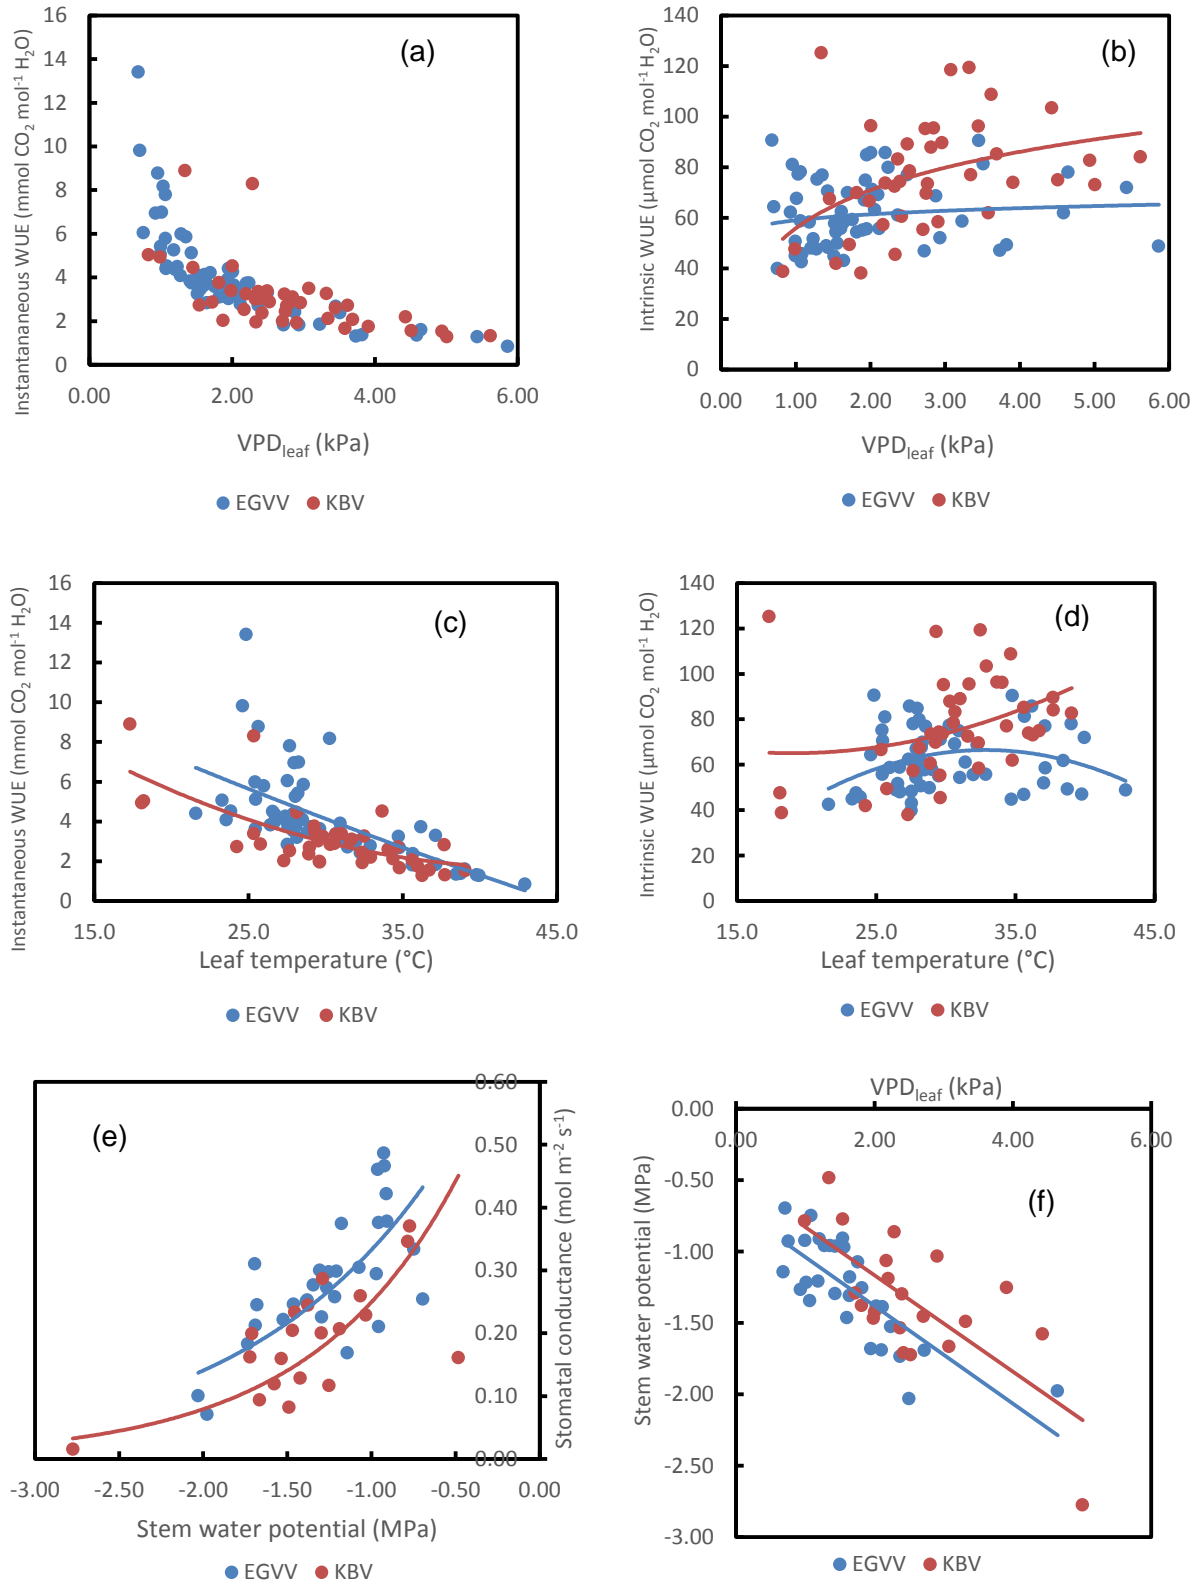 Instantananeous WUE (mmol CO₂ mol⁻¹ H₂O)
16
14
12
10
8
6
4
2
0
(a)
0.00 2.00 4.00 6.00
VPD_leaf (kPa)
EGVV KBV
Intrinsic WUE (µmol CO₂ mol⁻¹ H₂O)
140
120
100
80
60
40
20
0
(b)
0.00 1.00 2.00 3.00 4.00 5.00 6.00
VPD_leaf (kPa)
EGVV KBV
Instantaneous WUE (mmol CO₂ mol⁻¹ H₂O)
16
14
12
10
8
6
4
2
0
(c)
15.0 25.0 35.0 45.0
Leaf temperature (°C)
EGVV KBV
Intrinsic WUE (µmol CO₂ mol⁻¹ H₂O)
140
120
100
80
60
40
20
0
(d)
15.0 25.0 35.0 45.0
Leaf temperature (°C)
EGVV KBV
(e)
0.60
0.50
0.40
0.30
0.20
0.10
0.00
Stomatal conductance (mol m⁻² s⁻¹)
-3.00 -2.50 -2.00 -1.50 -1.00 -0.50 0.00
Stem water potential (MPa)
EGVV KBV
VPD_leaf (kPa)
0.00 2.00 4.00 6.00
Stem water potential (MPa)
0.00
-0.50
-1.00
-1.50
-2.00
-2.50
-3.00
(f)
EGVV KBV